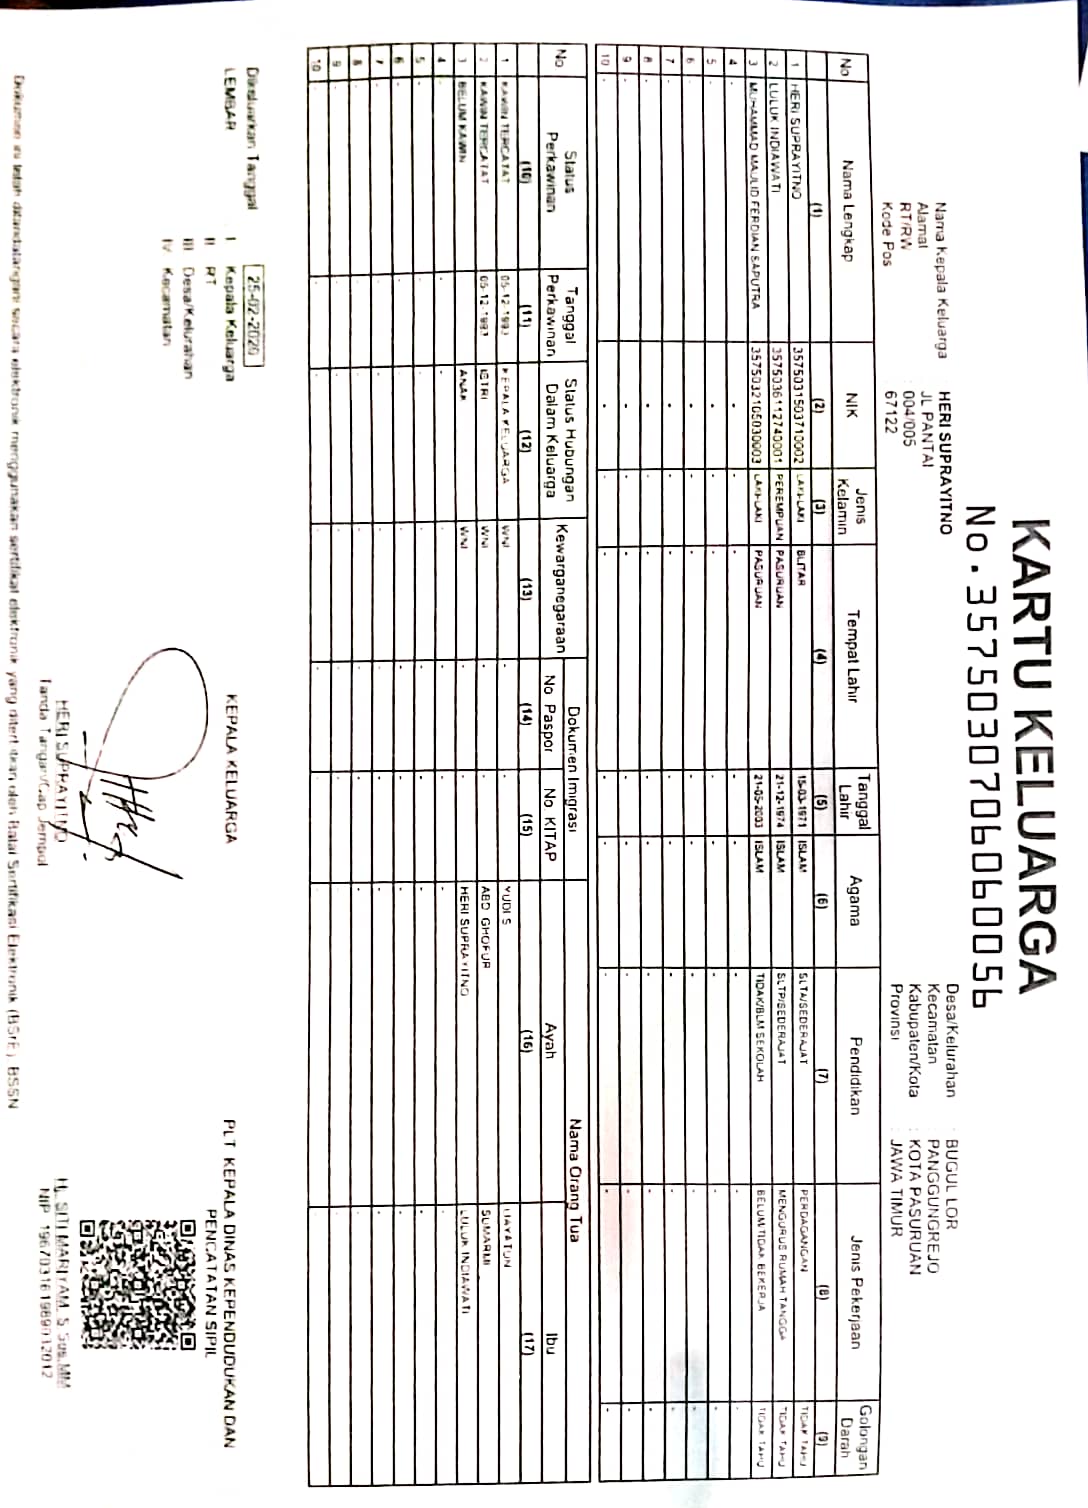 KARTU KELUARGA
No. 3575030706060056
Nama Kepala Keluarga : HERI SUPRAYITNO
Alamat : JL PANTAI
RT/RW : 004/005
Kode Pos : 67122
Desa/Kelurahan : BUGUL LOR
Kecamatan : PANGGUNGREJO
Kabupaten/Kota : KOTA PASURUAN
Provinsi : JAWA TIMUR
No Nama Lengkap NIK Jenis Kelamin Tempat Lahir Tanggal Lahir Agama Pendidikan Jenis Pekerjaan Golongan Darah
(1) (2) (3) (4) (5) (6) (7) (8) (9)
1 HERI SUPRAYITNO 3575031503710002 LAKI-LAKI BLITAR 15-03-1971 ISLAM SLTA/SEDERAJAT PERDAGANGAN TIDAK TAHU
2 LULUK INDIAWATI 3575036112740001 PEREMPUAN PASURUAN 21-12-1974 ISLAM SLTP/SEDERAJAT MENGURUS RUMAH TANGGA TIDAK TAHU
3 MUHAMMAD MAULID FERDIAN SAPUTRA 3575032105030003 LAKI-LAKI PASURUAN 21-05-2003 ISLAM TIDAK/BLM SEKOLAH BELUM/TIDAK BEKERJA TIDAK TAHU
4 - - - - - - - - -
5 - - - - - - - - -
6 - - - - - - - - -
7 - - - - - - - - -
8 - - - - - - - - -
9 - - - - - - - - -
10 - - - - - - - - -
No Status Perkawinan Tanggal Perkawinan Status Hubungan Dalam Keluarga Kewarganegaraan Dokumen Imigrasi Nama Orang Tua
No Paspor No KITAP Ayah Ibu
(10) (11) (12) (13) (14) (15) (16) (17)
1 KAWIN TERCATAT 05-12-1993 KEPALA KELUARGA WNI - - YUDI S
2 KAWIN TERCATAT 05-12-1993 ISTRI WNI - - ABD GHOFUR SUMARMI
3 BELUM KAWIN - ANAK WNI - - HERI SUPRAYITNO LULUK INDIAWATI
4 - - - - - - - -
5 - - - - - - - -
6 - - - - - - - -
7 - - - - - - - -
8 - - - - - - - -
9 - - - - - - - -
10 - - - - - - - -
Dikeluarkan Tanggal : 25-02-2020
LEMBAR : I Kepala Keluarga
II RT
III Desa/Kelurahan
IV Kecamatan
KEPALA KELUARGA
HERI SUPRAYITNO
Tanda Tangan/Cap Jempol
PLT KEPALA DINAS KEPENDUDUKAN DAN
PENCATATAN SIPIL
Hj. SITI MARIYAM, S Sos,MM
NIP 196703161989032012
Dokumen ini telah ditandatangani secara elektronik menggunakan sertifikat elektronik yang diterbitkan oleh Balai Sertifikasi Elektronik (BSrE), BSSN